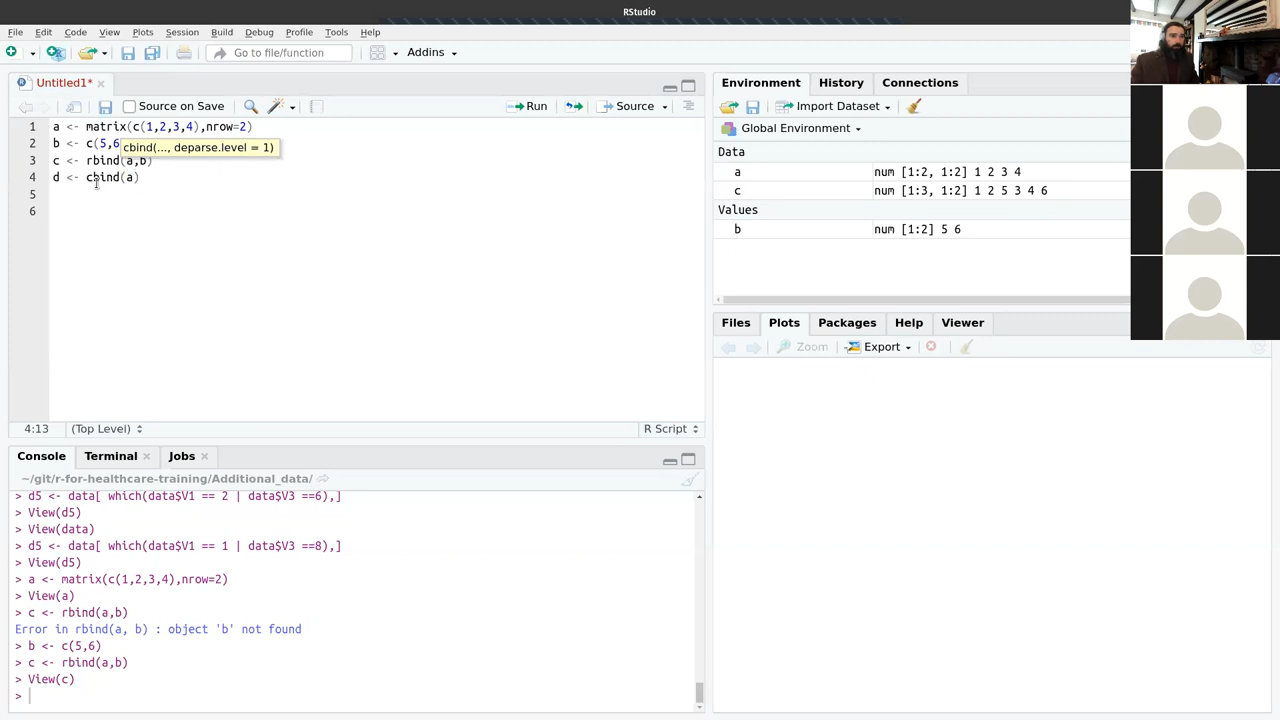 RStudio
File Edit Code View Plots Session Build Debug Profile Tools Help
Go to file/function
Addins
Untitled1*
Source on Save
Run
Source
1 a <- matrix(c(1,2,3,4),nrow=2)
2 b <- c(5,6
cbind(..., deparse.level = 1)
3 c <- rbind(a,b)
4 d <- cbind(a)
5
6
4:13 (Top Level) R Script
Console Terminal Jobs
~/git/r-for-healthcare-training/Additional_data/
> d5 <- data[ which(data$V1 == 2 | data$V3 ==6),]
> View(d5)
> View(data)
> d5 <- data[ which(data$V1 == 1 | data$V3 ==8),]
> View(d5)
> a <- matrix(c(1,2,3,4),nrow=2)
> View(a)
> c <- rbind(a,b)
Error in rbind(a, b) : object 'b' not found
> b <- c(5,6)
> c <- rbind(a,b)
> View(c)
>
Environment History Connections
Import Dataset
Global Environment
Data
a num [1:2, 1:2] 1 2 3 4
c num [1:3, 1:2] 1 2 5 3 4 6
Values
b num [1:2] 5 6
Files Plots Packages Help Viewer
Zoom Export